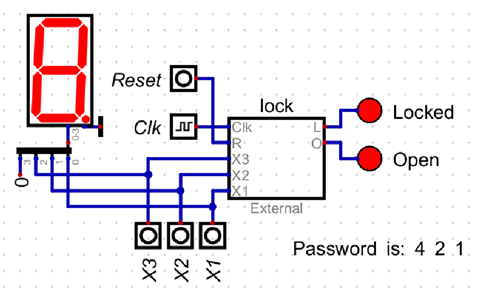 Reset
lock
Clk
Clk
R
X3
X2
X1
L
O
Locked
Open
External
0-3
3
2
1
0
0
X3
X2
X1
Password is: 4 2 1